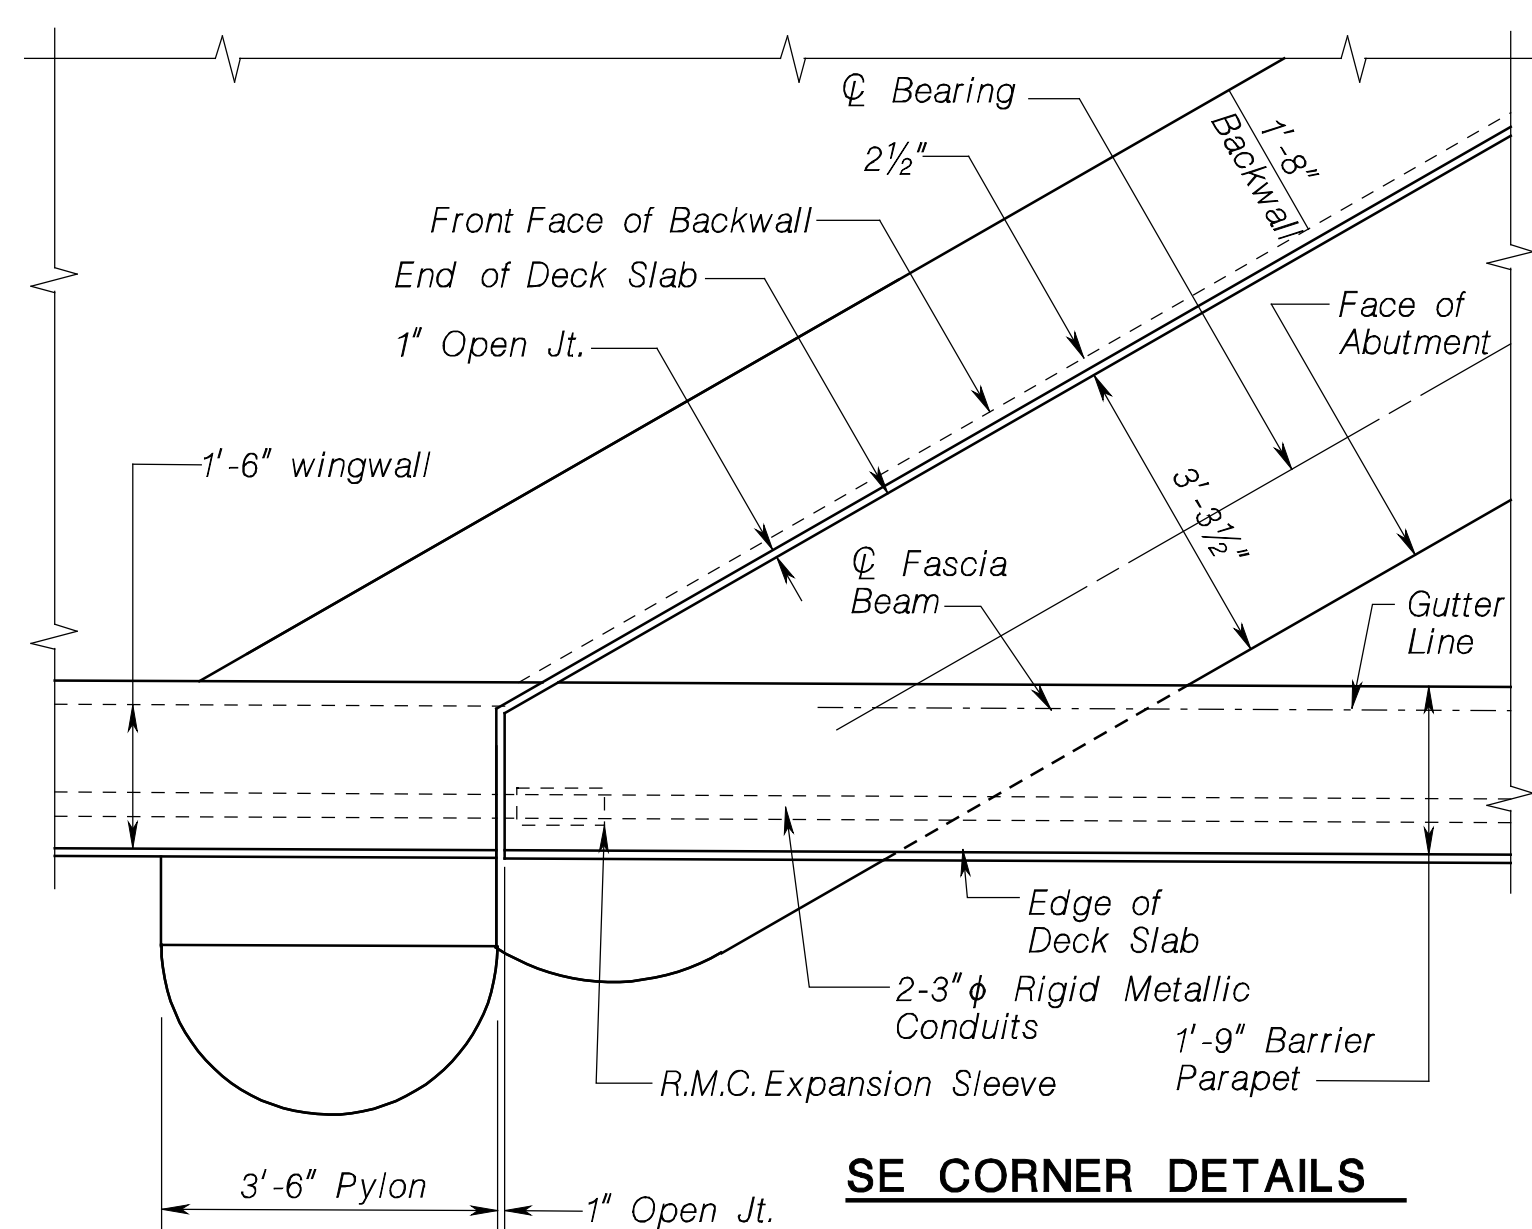 ℄ Bearing
2½"
1'-8"
Backwall
Front Face of Backwall
End of Deck Slab
1" Open Jt.
Face of
Abutment
1'-6" wingwall
3'-3½"
℄ Fascia
Beam
Gutter
Line
Edge of
Deck Slab
2-3"ϕ Rigid Metallic
Conduits
1'-9" Barrier
Parapet
R.M.C. Expansion Sleeve
3'-6" Pylon
1" Open Jt.
SE CORNER DETAILS